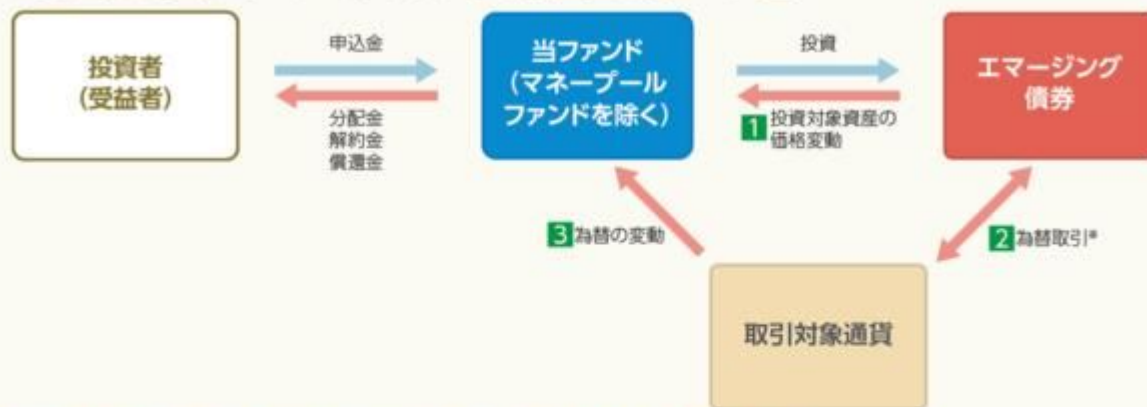 投資者
(受益者)
申込金
分配金
解約金
償還金
当ファンド
(マネープール
ファンドを除く)
投資
1 投資対象資産の
価格変動
エマージング
債券
3 為替の変動
2 為替取引*
取引対象通貨